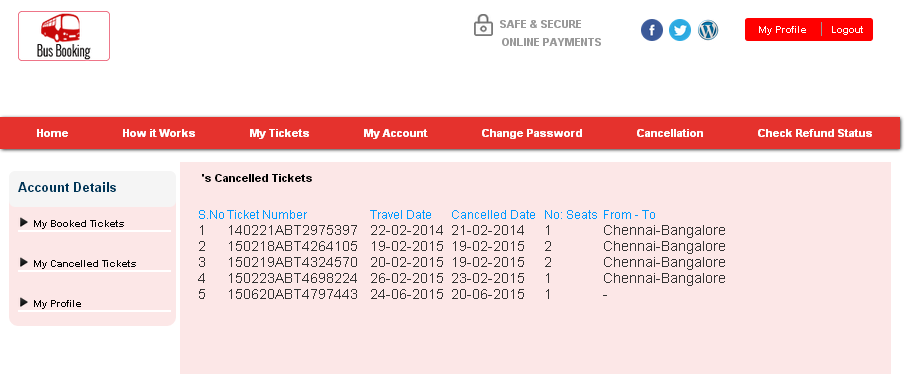 Bus Booking
SAFE & SECURE
ONLINE PAYMENTS
My Profile Logout
Home How it Works My Tickets My Account Change Password Cancellation Check Refund Status
Account Details
My Booked Tickets
My Cancelled Tickets
My Profile
's Cancelled Tickets
S.No Ticket Number Travel Date Cancelled Date No: Seats From - To
1 140221ABT2975397 22-02-2014 21-02-2014 1 Chennai-Bangalore
2 150218ABT4264105 19-02-2015 19-02-2015 2 Chennai-Bangalore
3 150219ABT4324570 20-02-2015 19-02-2015 2 Chennai-Bangalore
4 150223ABT4698224 26-02-2015 23-02-2015 1 Chennai-Bangalore
5 150620ABT4797443 24-06-2015 20-06-2015 1 -